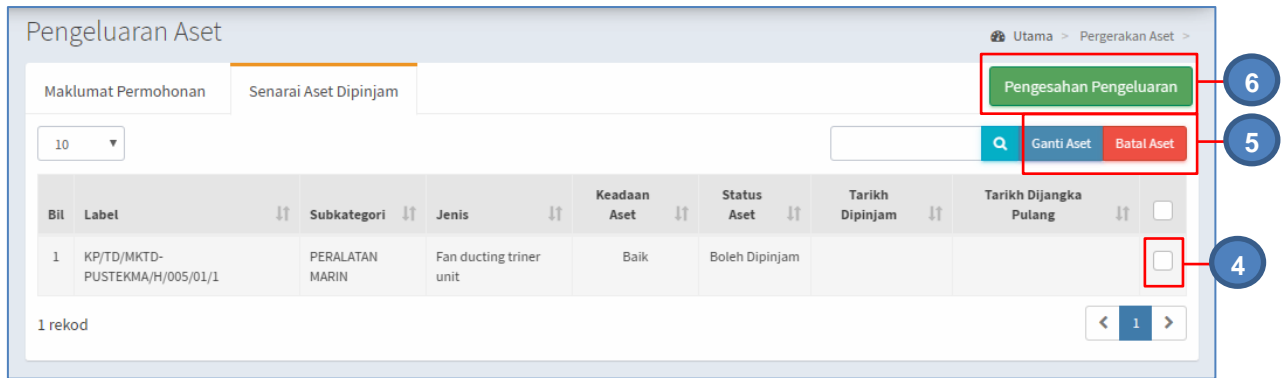 Pengeluaran Aset
Utama > Pergerakan Aset >
Maklumat Permohonan
Senarai Aset Dipinjam
Pengesahan Pengeluaran
6
10
Ganti Aset
Batal Aset
5
Bil
Label
Subkategori
Jenis
Keadaan
Aset
Status
Aset
Tarikh
Dipinjam
Tarikh Dijangka
Pulang
1
KP/TD/MKTD-
PUSTEKMA/H/005/01/1
PERALATAN
MARIN
Fan ducting triner
unit
Baik
Boleh Dipinjam
4
1 rekod
< 1 >